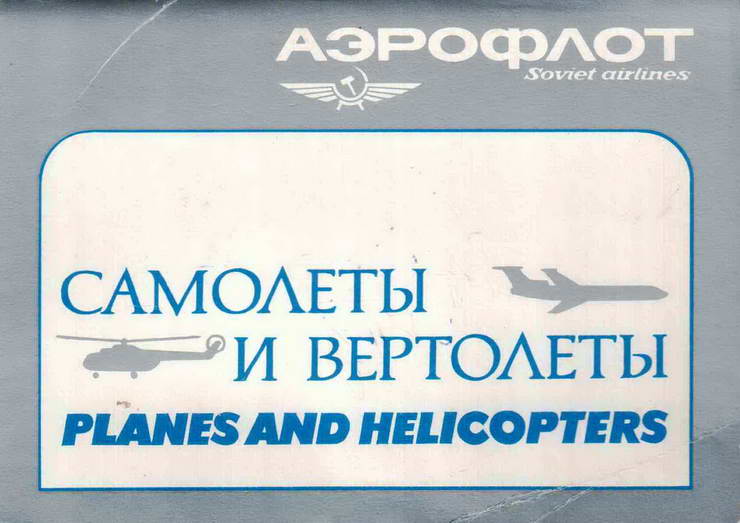 АЭРОФЛОТ
Soviet airlines
САМОЛЕТЫ
И ВЕРТОЛЕТЫ
PLANES AND HELICOPTERS